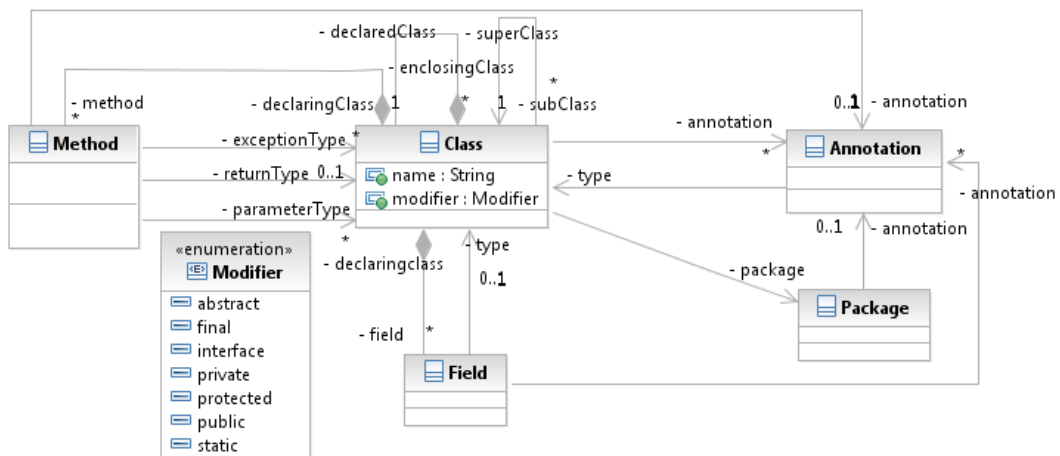 - declaredClass
- superClass
- enclosingClass
*
- method
- declaringClass
1
*
1
- subClass
0..1
- annotation
*
Method
- exceptionType
*
Class
- annotation
*
Annotation
*
- returnType
0..1
name : String
modifier : Modifier
- type
- annotation
- parameterType
*
- declaringclass
- type
0..1
0..1
- annotation
«enumeration»
Modifier
abstract
final
interface
private
protected
public
static
- package
Package
- field
*
Field